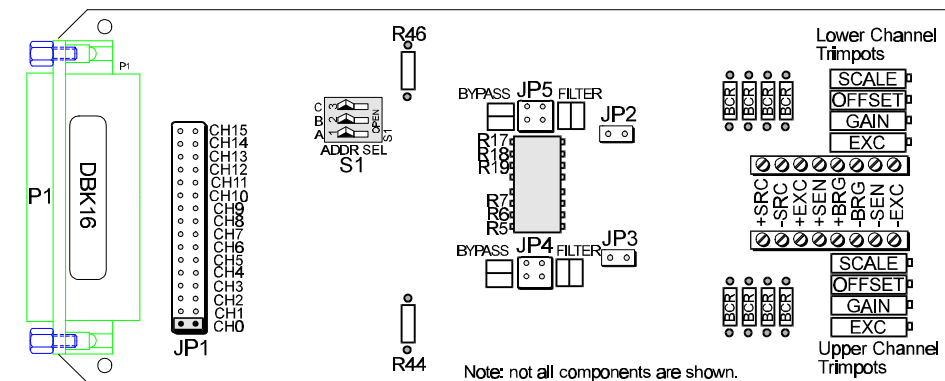 R46
Lower Channel
Trimpots
P1
SCALE
OFFSET
GAIN
EXC
BCR
BCR
BCR
BCR
BYPASS
JP5
FILTER
JP2
C
B
A
3
2
1
OPEN
S1
ADDR SEL
S1
CH15
CH14
CH13
CH12
CH11
CH10
CH9
CH8
CH7
CH6
CH5
CH4
CH3
CH2
CH1
CH0
JP1
P1
DBK16
R17
R18
R19
R7
R6
R5
+SRC
-SRC
+EXC
+SEN
+BRG
-BRG
-SEN
-EXC
BYPASS
JP4
FILTER
JP3
SCALE
OFFSET
GAIN
EXC
BCR
BCR
BCR
BCR
Upper Channel
Trimpots
R44
Note: not all components are shown.